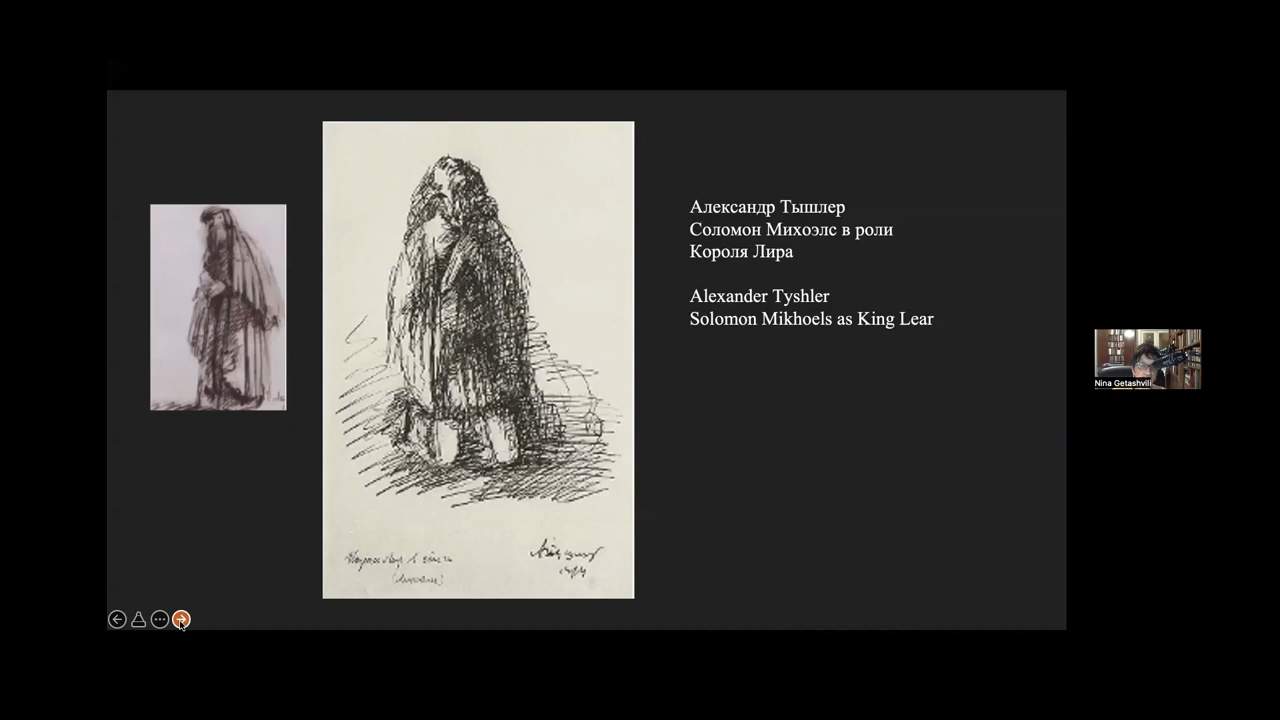 Александр Тышлер
Соломон Михоэлс в роли
Короля Лира
Alexander Tyshler
Solomon Mikhoels as King Lear
Nina Getashvili